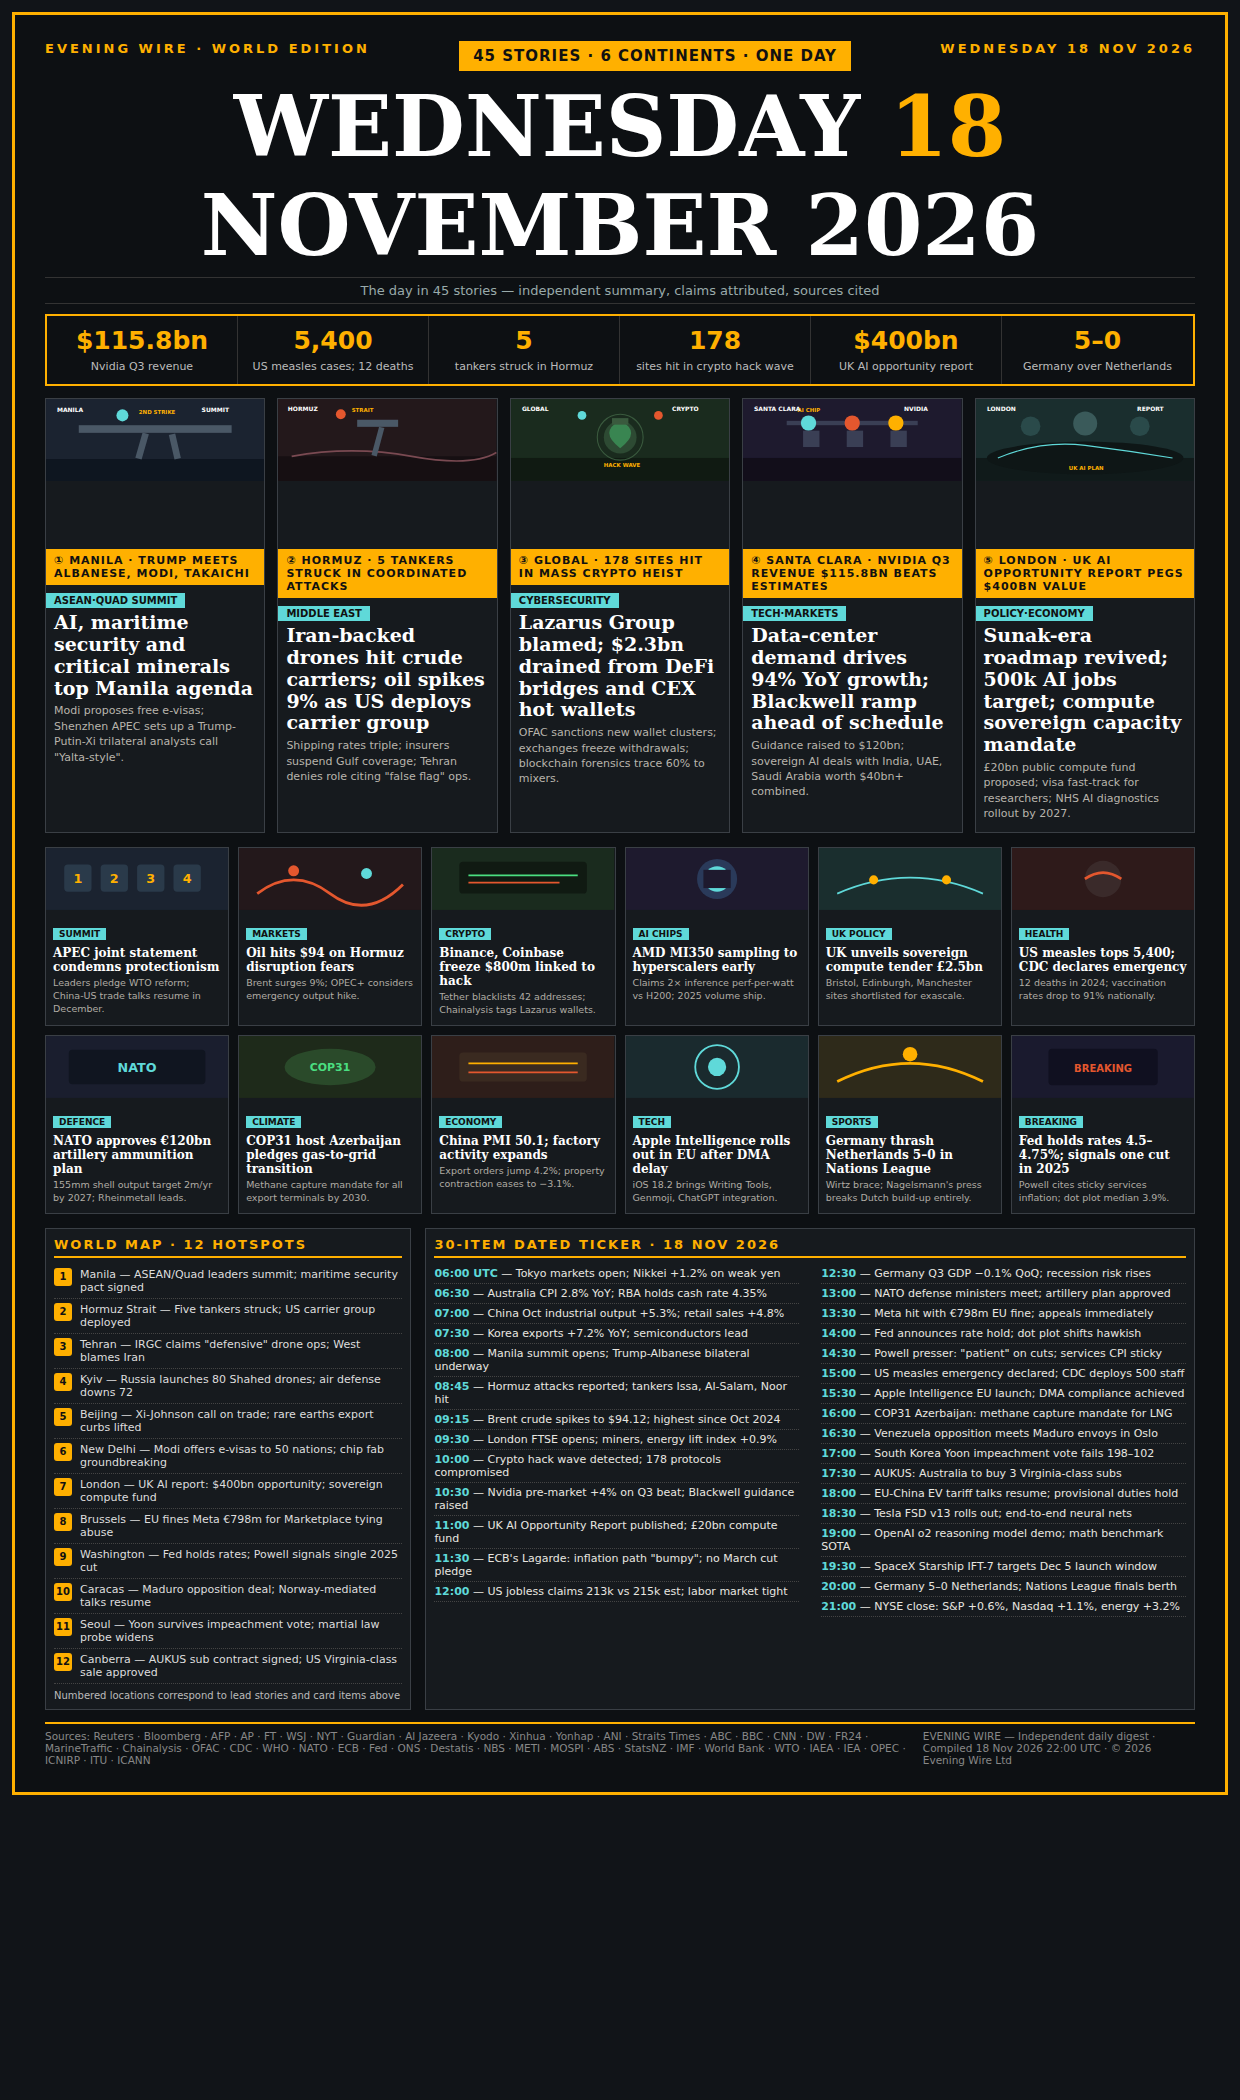 EVENING WIRE · WORLD EDITION
45 STORIES · 6 CONTINENTS · ONE DAY
WEDNESDAY 18 NOV 2026
WEDNESDAY 18
NOVEMBER 2026
The day in 45 stories — independent summary, claims attributed, sources cited
$115.8bn
Nvidia Q3 revenue
5,400
US measles cases; 12 deaths
5
tankers struck in Hormuz
178
sites hit in crypto hack wave
$400bn
UK AI opportunity report
5–0
Germany over Netherlands
MANILA
2ND STRIKE
SUMMIT
① MANILA · TRUMP MEETS
ALBANESE, MODI, TAKAICHI
ASEAN·QUAD SUMMIT
AI, maritime
security and
critical minerals
top Manila agenda
Modi proposes free e-visas;
Shenzhen APEC sets up a Trump-
Putin-Xi trilateral analysts call
"Yalta-style".
HORMUZ
STRAIT
② HORMUZ · 5 TANKERS
STRUCK IN COORDINATED
ATTACKS
MIDDLE EAST
Iran-backed
drones hit crude
carriers; oil spikes
9% as US deploys
carrier group
Shipping rates triple; insurers
suspend Gulf coverage; Tehran
denies role citing "false flag" ops.
GLOBAL
CRYPTO
HACK WAVE
③ GLOBAL · 178 SITES HIT
IN MASS CRYPTO HEIST
CYBERSECURITY
Lazarus Group
blamed; $2.3bn
drained from DeFi
bridges and CEX
hot wallets
OFAC sanctions new wallet clusters;
exchanges freeze withdrawals;
blockchain forensics trace 60% to
mixers.
SANTA CLARA
AI CHIP
NVIDIA
④ SANTA CLARA · NVIDIA Q3
REVENUE $115.8BN BEATS
ESTIMATES
TECH·MARKETS
Data-center
demand drives
94% YoY growth;
Blackwell ramp
ahead of schedule
Guidance raised to $120bn;
sovereign AI deals with India, UAE,
Saudi Arabia worth $40bn+
combined.
LONDON
REPORT
UK AI PLAN
⑤ LONDON · UK AI
OPPORTUNITY REPORT PEGS
$400BN VALUE
POLICY·ECONOMY
Sunak-era
roadmap revived;
500k AI jobs
target; compute
sovereign capacity
mandate
£20bn public compute fund
proposed; visa fast-track for
researchers; NHS AI diagnostics
rollout by 2027.
1 2 3 4
SUMMIT
APEC joint statement
condemns protectionism
Leaders pledge WTO reform;
China-US trade talks resume in
December.
MARKETS
Oil hits $94 on Hormuz
disruption fears
Brent surges 9%, OPEC+ considers
emergency output hike.
CRYPTO
Binance, Coinbase
freeze $800m linked to
hack
Tether blacklists 42 addresses;
Chainalysis tags Lazarus wallets.
AI CHIPS
AMD MI350 sampling to
hyperscalers early
Claims 2× inference perf-per-watt
vs H200; 2025 volume ship.
UK POLICY
UK unveils sovereign
compute tender £2.5bn
Bristol, Edinburgh, Manchester
sites shortlisted for exascale.
HEALTH
US measles tops 5,400;
CDC declares emergency
12 deaths in 2024; vaccination
rates drop to 91% nationally.
NATO
DEFENCE
NATO approves €120bn
artillery ammunition
plan
155mm shell output target 2m/yr
by 2027; Rheinmetall leads.
COP31
CLIMATE
COP31 host Azerbaijan
pledges gas-to-grid
transition
Methane capture mandate for all
export terminals by 2030.
ECONOMY
China PMI 50.1; factory
activity expands
Export orders jump 4.2%; property
contraction eases to −3.1%.
TECH
Apple Intelligence rolls
out in EU after DMA
delay
iOS 18.2 brings Writing Tools,
Genmoji, ChatGPT integration.
SPORTS
Germany thrash
Netherlands 5–0 in
Nations League
Wirtz brace; Nagelsmann's press
breaks Dutch build-up entirely.
BREAKING
BREAKING
Fed holds rates 4.5–
4.75%; signals one cut
in 2025
Powell cites sticky services
inflation; dot plot median 3.9%.
WORLD MAP · 12 HOTSPOTS
1 Manila — ASEAN/Quad leaders summit; maritime security
pact signed
2 Hormuz Strait — Five tankers struck; US carrier group
deployed
3 Tehran — IRGC claims "defensive" drone ops; West
blames Iran
4 Kyiv — Russia launches 80 Shahed drones; air defense
downs 72
5 Beijing — Xi-Johnson call on trade; rare earths export
curbs lifted
6 New Delhi — Modi offers e-visas to 50 nations; chip fab
groundbreaking
7 London — UK AI report: $400bn opportunity; sovereign
compute fund
8 Brussels — EU fines Meta €798m for Marketplace tying
abuse
9 Washington — Fed holds rates; Powell signals single 2025
cut
10 Caracas — Maduro opposition deal; Norway-mediated
talks resume
11 Seoul — Yoon survives impeachment vote; martial law
probe widens
12 Canberra — AUKUS sub contract signed; US Virginia-class
sale approved
Numbered locations correspond to lead stories and card items above
30-ITEM DATED TICKER · 18 NOV 2026
06:00 UTC — Tokyo markets open; Nikkei +1.2% on weak yen
06:30 — Australia CPI 2.8% YoY; RBA holds cash rate 4.35%
07:00 — China Oct industrial output +5.3%; retail sales +4.8%
07:30 — Korea exports +7.2% YoY; semiconductors lead
08:00 — Manila summit opens; Trump-Albanese bilateral
underway
08:45 — Hormuz attacks reported; tankers Issa, Al-Salam, Noor
hit
09:15 — Brent crude spikes to $94.12; highest since Oct 2024
09:30 — London FTSE opens; miners, energy lift index +0.9%
10:00 — Crypto hack wave detected; 178 protocols
compromised
10:30 — Nvidia pre-market +4% on Q3 beat; Blackwell guidance
raised
11:00 — UK AI Opportunity Report published; £20bn compute
fund
11:30 — ECB's Lagarde: inflation path "bumpy"; no March cut
pledge
12:00 — US jobless claims 213k vs 215k est; labor market tight
12:30 — Germany Q3 GDP −0.1% QoQ; recession risk rises
13:00 — NATO defense ministers meet; artillery plan approved
13:30 — Meta hit with €798m EU fine; appeals immediately
14:00 — Fed announces rate hold; dot plot shifts hawkish
14:30 — Powell presser: "patient" on cuts; services CPI sticky
15:00 — US measles emergency declared; CDC deploys 500 staff
15:30 — Apple Intelligence EU launch; DMA compliance achieved
16:00 — COP31 Azerbaijan: methane capture mandate for LNG
16:30 — Venezuela opposition meets Maduro envoys in Oslo
17:00 — South Korea Yoon impeachment vote fails 198–102
17:30 — AUKUS: Australia to buy 3 Virginia-class subs
18:00 — EU-China EV tariff talks resume; provisional duties hold
18:30 — Tesla FSD v13 rolls out; end-to-end neural nets
19:00 — OpenAI o2 reasoning model demo; math benchmark
SOTA
19:30 — SpaceX Starship IFT-7 targets Dec 5 launch window
20:00 — Germany 5–0 Netherlands; Nations League finals berth
21:00 — NYSE close: S&P +0.6%, Nasdaq +1.1%, energy +3.2%
Sources: Reuters · Bloomberg · AFP · AP · FT · WSJ · NYT · Guardian · Al Jazeera · Kyodo · Xinhua · Yonhap · ANI · Straits Times · ABC · BBC · CNN · DW · FR24 ·
MarineTraffic · Chainalysis · OFAC · CDC · WHO · NATO · ECB · Fed · ONS · Destatis · NBS · METI · MOSPI · ABS · StatsNZ · IMF · World Bank · WTO · IAEA · IEA · OPEC ·
ICNIRP · ITU · ICANN
EVENING WIRE — Independent daily digest ·
Compiled 18 Nov 2026 22:00 UTC · © 2026
Evening Wire Ltd